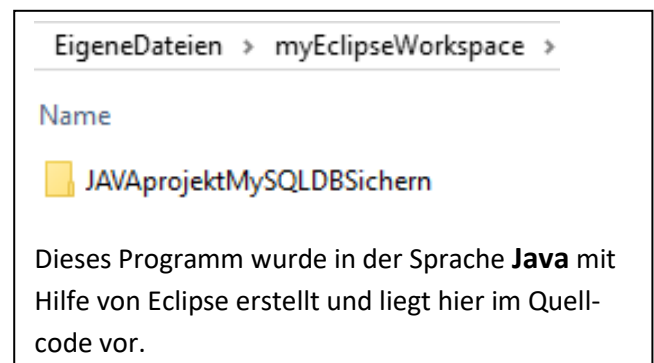 EigeneDateien > myEclipseWorkspace >
Name
JAVAprojektMySQLDBSichern
Dieses Programm wurde in der Sprache Java mit
Hilfe von Eclipse erstellt und liegt hier im Quell-
code vor.